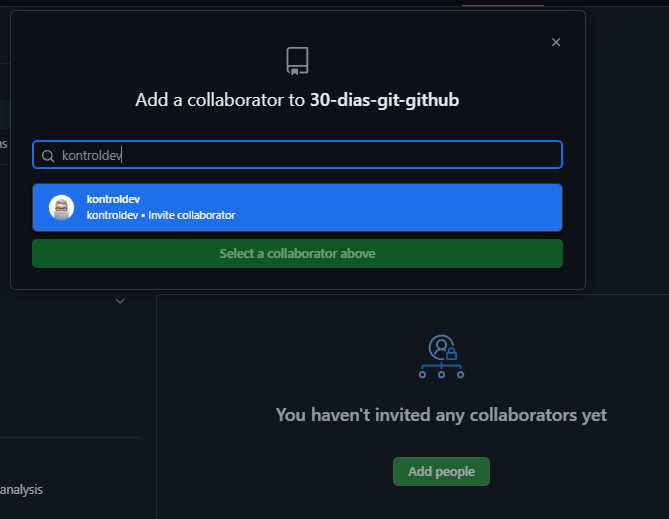 Add a collaborator to 30-dias-git-github
kontroldev
kontroldev
kontroldev • Invite collaborator
Select a collaborator above
You haven't invited any collaborators yet
Add people
analysis